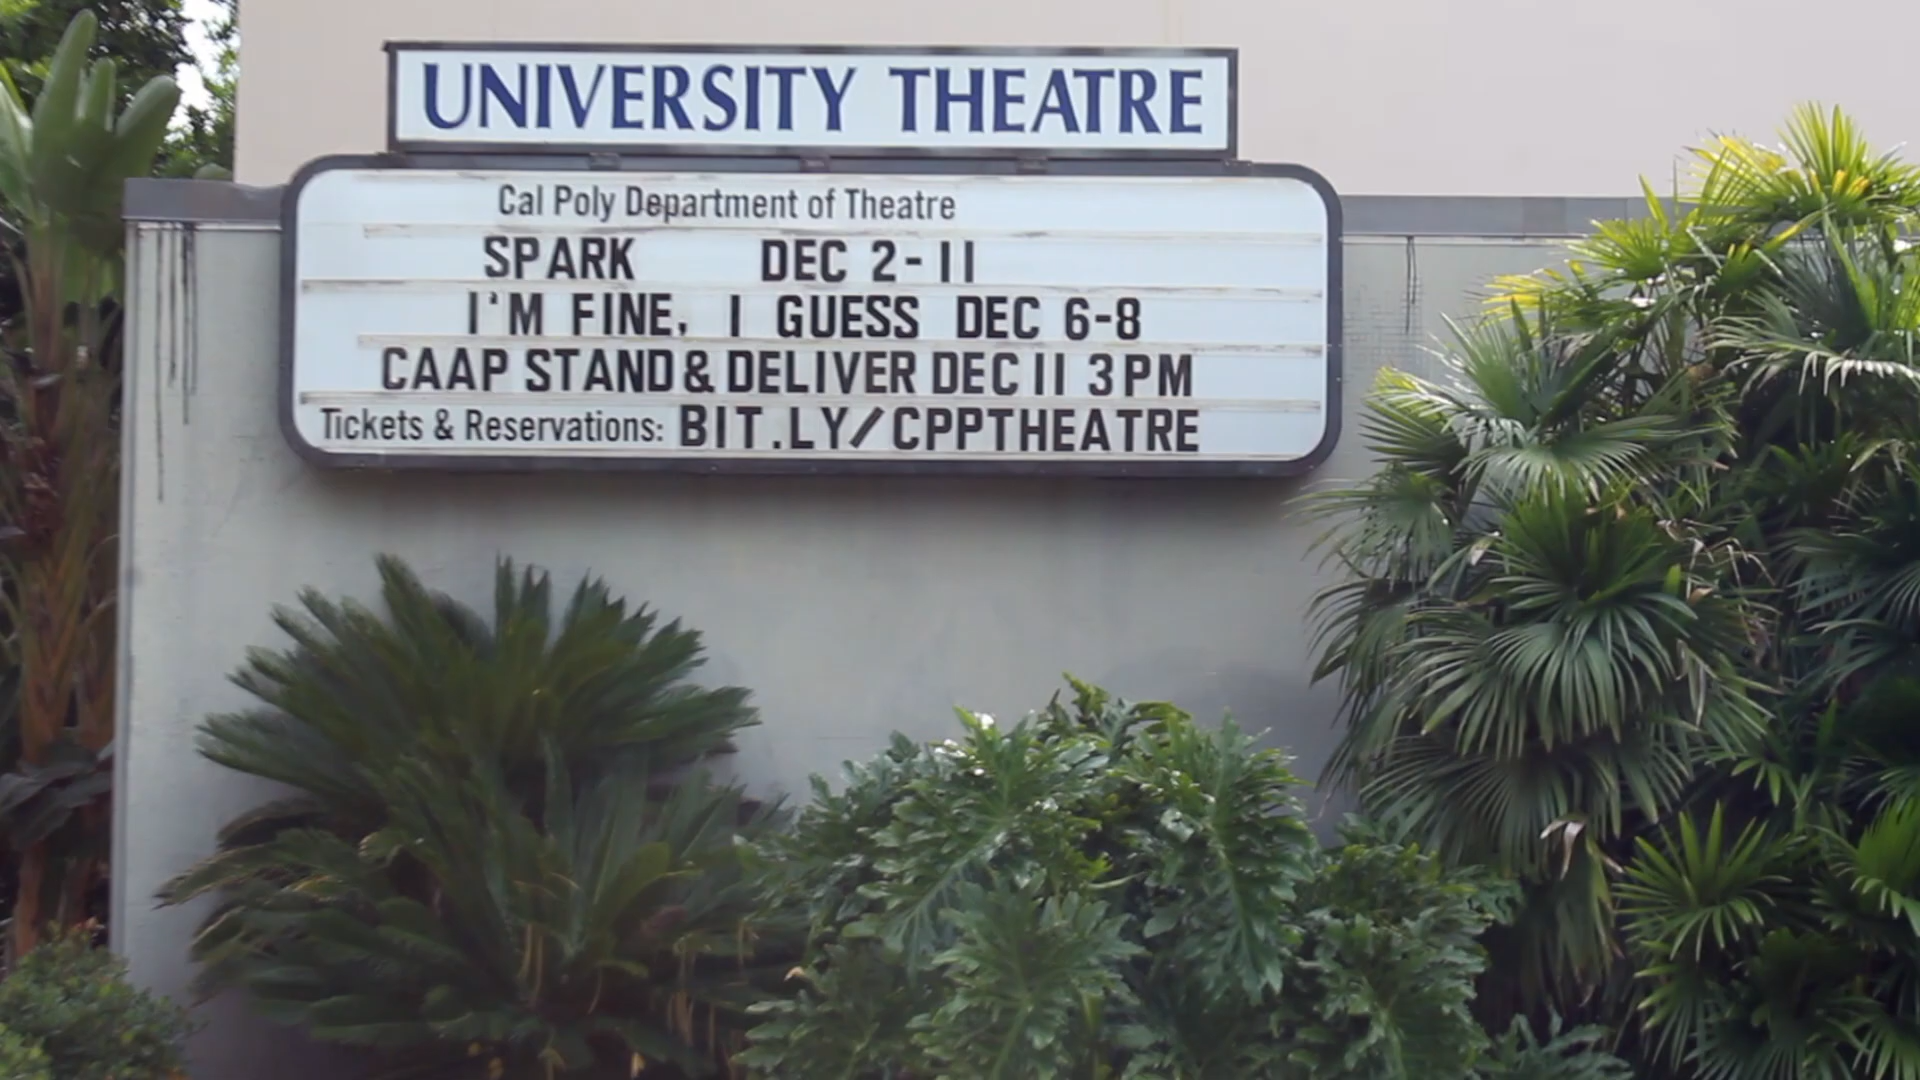 UNIVERSITY THEATRE
Cal Poly Department of Theatre
SPARK DEC 2-11
I'M FINE, I GUESS DEC 6-8
CAAP STAND & DELIVER DEC 11 3PM
Tickets & Reservations: BIT.LY/CPPTHEATRE